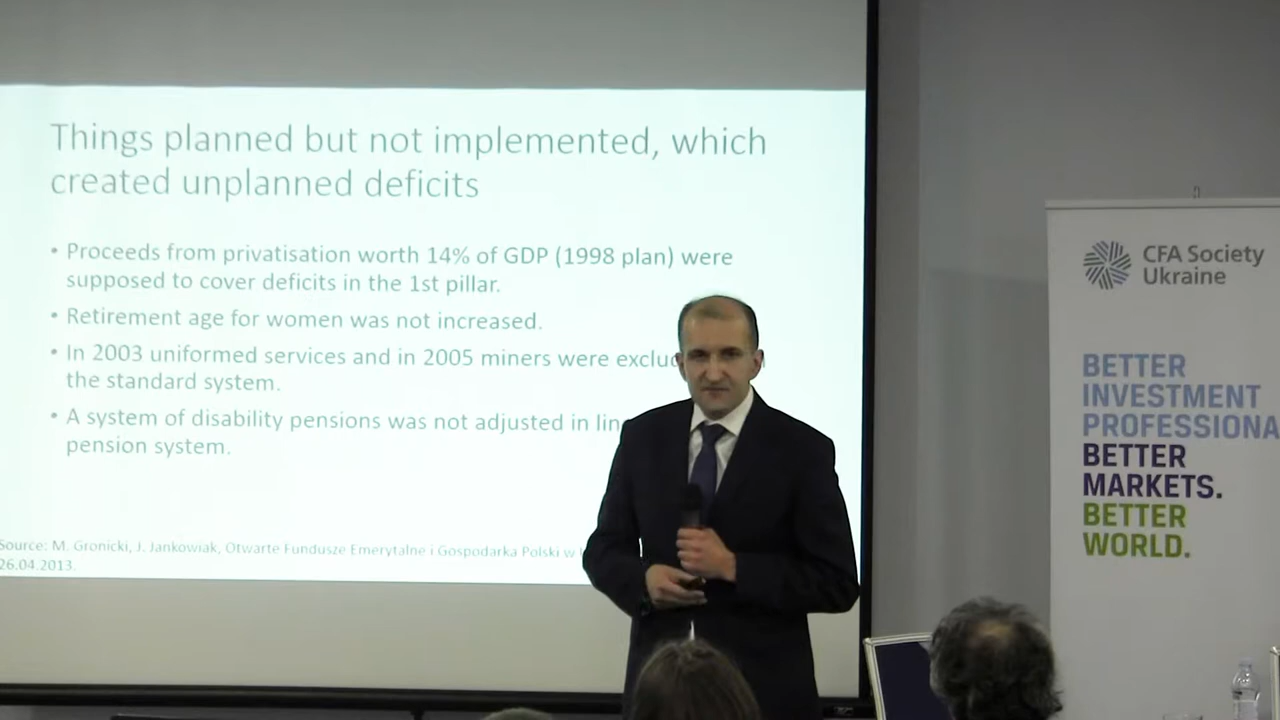 Things planned but not implemented, which
created unplanned deficits
• Proceeds from privatisation worth 14% of GDP (1998 plan) were
supposed to cover deficits in the 1st pillar.
• Retirement age for women was not increased.
• In 2003 uniformed services and in 2005 miners were
the standard system.
• A system of disability pensions was not adjusted in
pension system.
Source: M. Gronicki, J. Jankowiak, Otwarte Fundusze Emerytalne i Gospodarka Polski w
26.04.2013.
CFA Society
Ukraine
BETTER
INVESTMENT
PROFESSIONA
BETTER
MARKETS.
BETTER
WORLD.